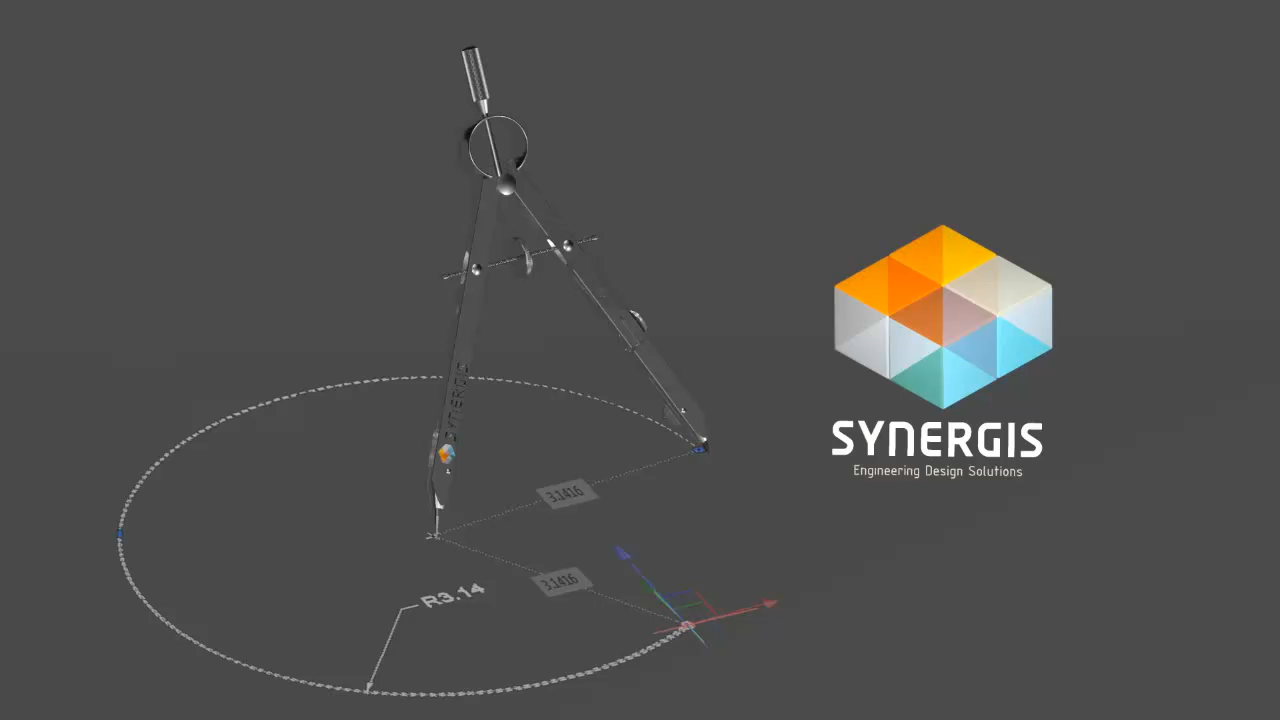 SYNERGIS
SYNERGIS
Engineering Design Solutions
3.1416
3.1416
R3.14